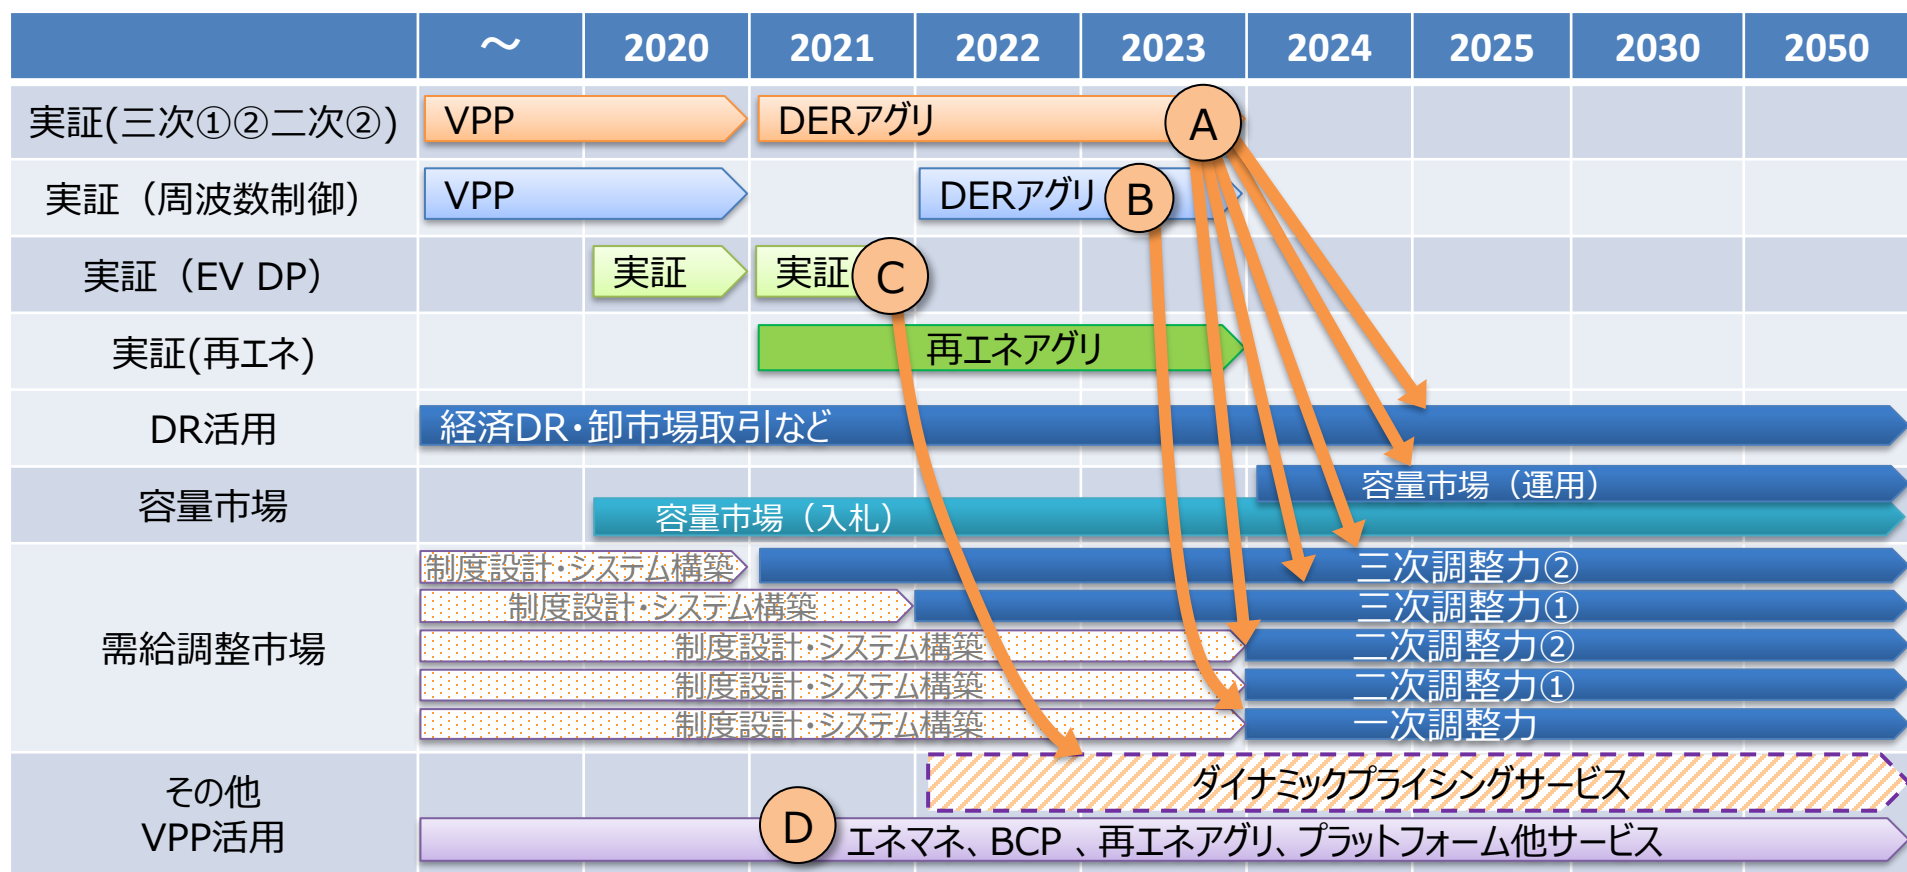 ～ 2020 2021 2022 2023 2024 2025 2030 2050
実証(三次①②二次②) VPP DERアグリ A
実証（周波数制御） VPP DERアグリ B
実証（EV DP） 実証 実証 C
実証(再エネ) 再エネアグリ
DR活用 経済DR・卸市場取引など
容量市場（運用）
容量市場 容量市場（入札）
制度設計・システム構築 三次調整力②
制度設計・システム構築 三次調整力①
需給調整市場 制度設計・システム構築 二次調整力②
制度設計・システム構築 二次調整力①
制度設計・システム構築 一次調整力
その他 ダイナミックプライシングサービス
VPP活用 D エネマネ、BCP 、再エネアグリ、プラットフォーム他サービス